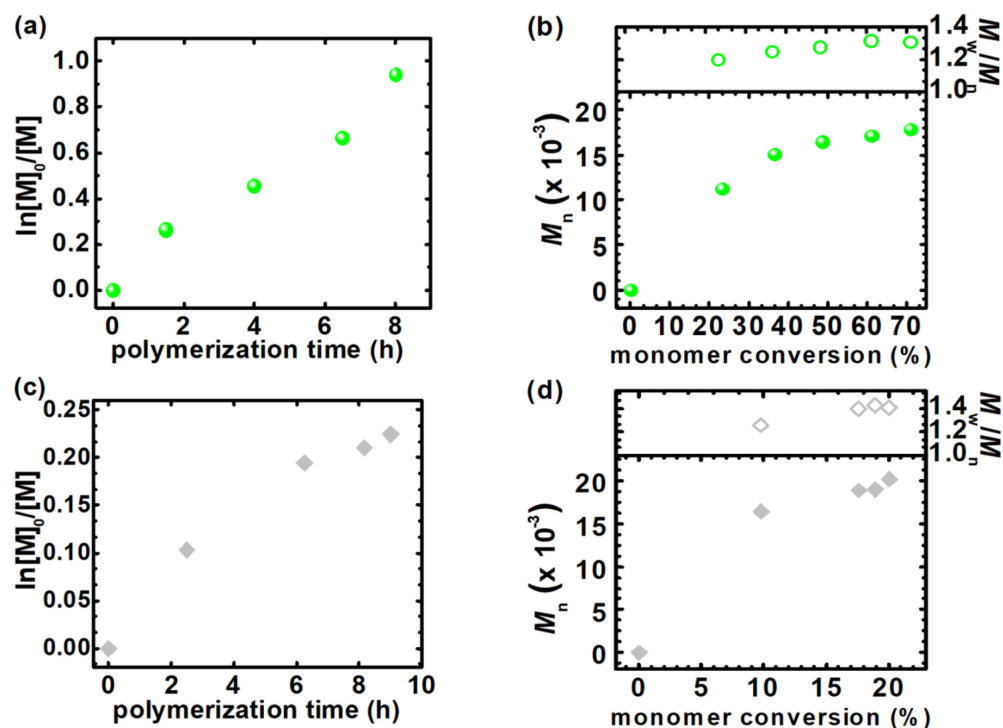 (a)
1.0
0.8
0.6
0.4
0.2
0.0
ln[M]₀/[M]
0 2 4 6 8
polymerization time (h)
(b)
1.4
1.2
1.0
Mw/Mn
20
15
10
5
0
Mn (x 10⁻³)
0 10 20 30 40 50 60 70
monomer conversion (%)
(c)
0.25
0.20
0.15
0.10
0.05
0.00
ln[M]₀/[M]
0 2 4 6 8 10
polymerization time (h)
(d)
1.4
1.2
1.0
Mw/Mn
20
15
10
5
0
Mn (x 10⁻³)
0 5 10 15 20
monomer conversion (%)